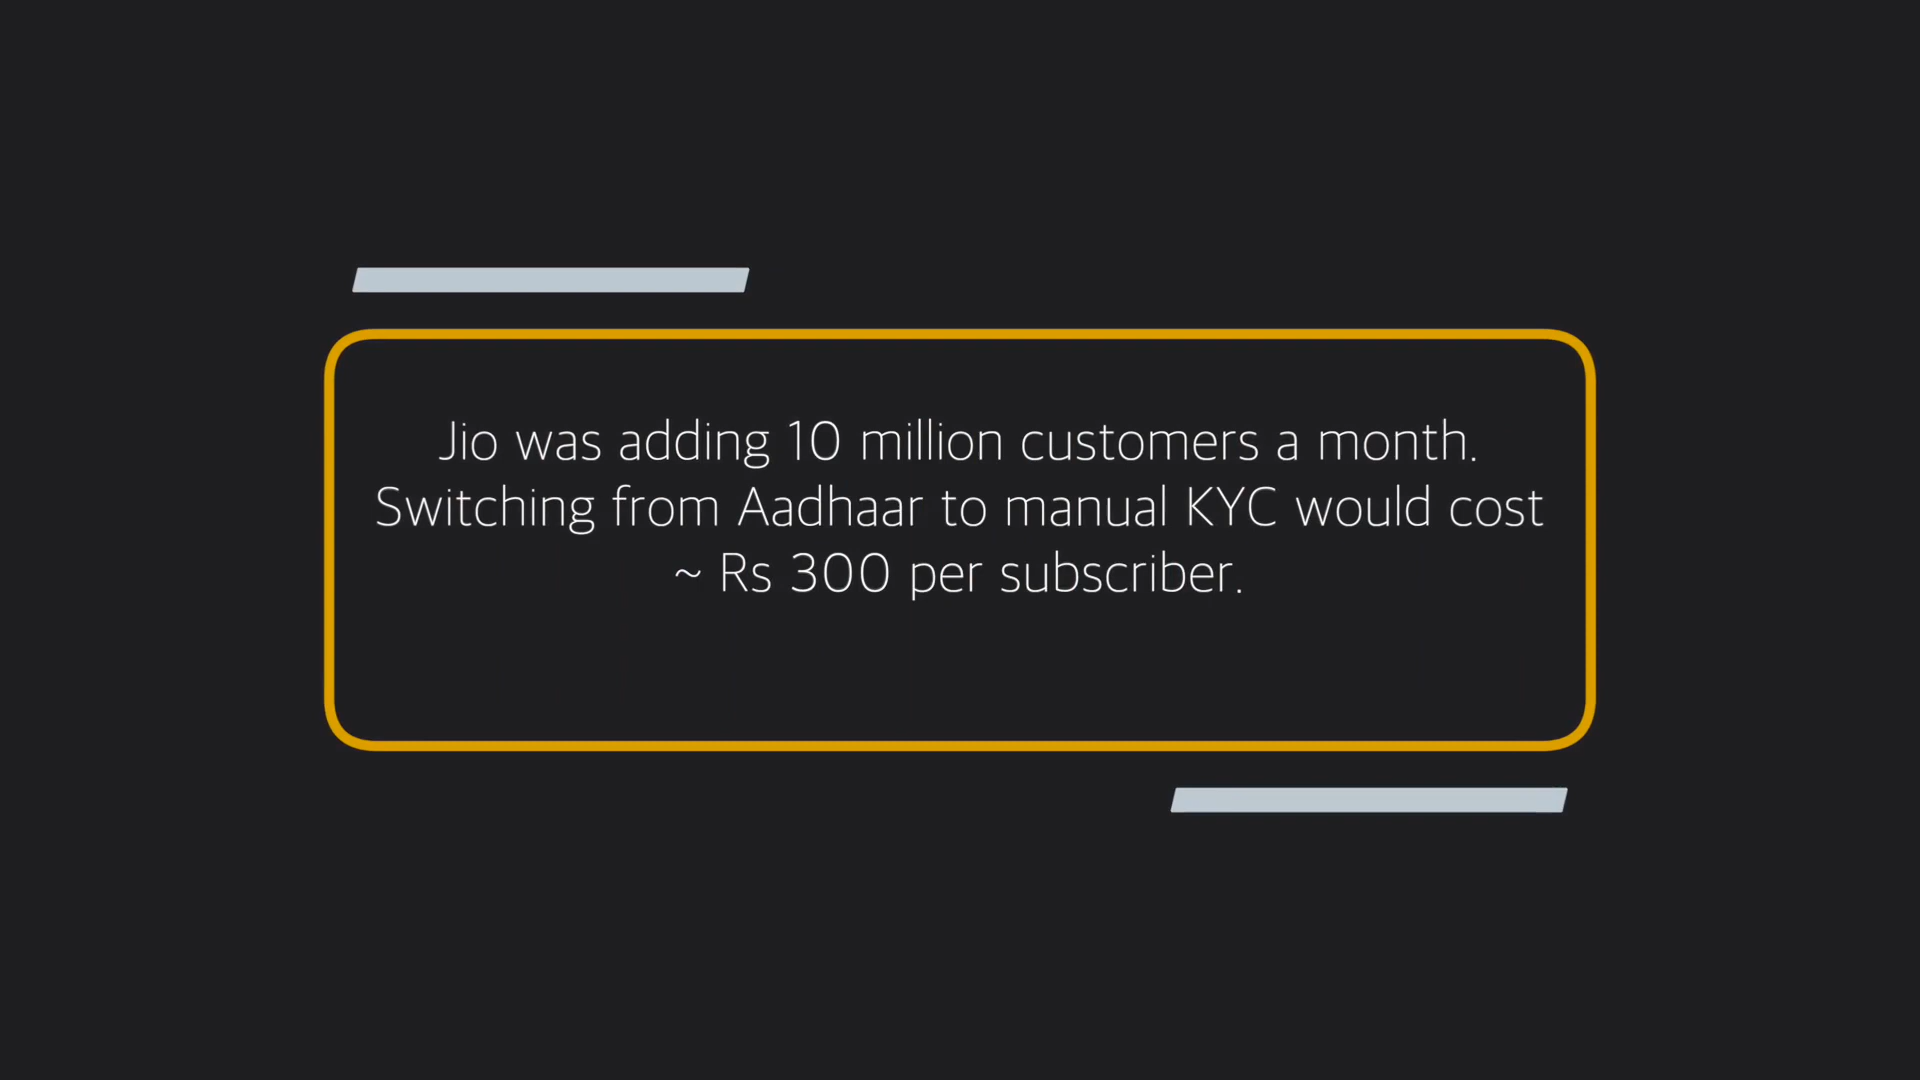 Jio was adding 10 million customers a month.
Switching from Aadhaar to manual KYC would cost
~ Rs 300 per subscriber.